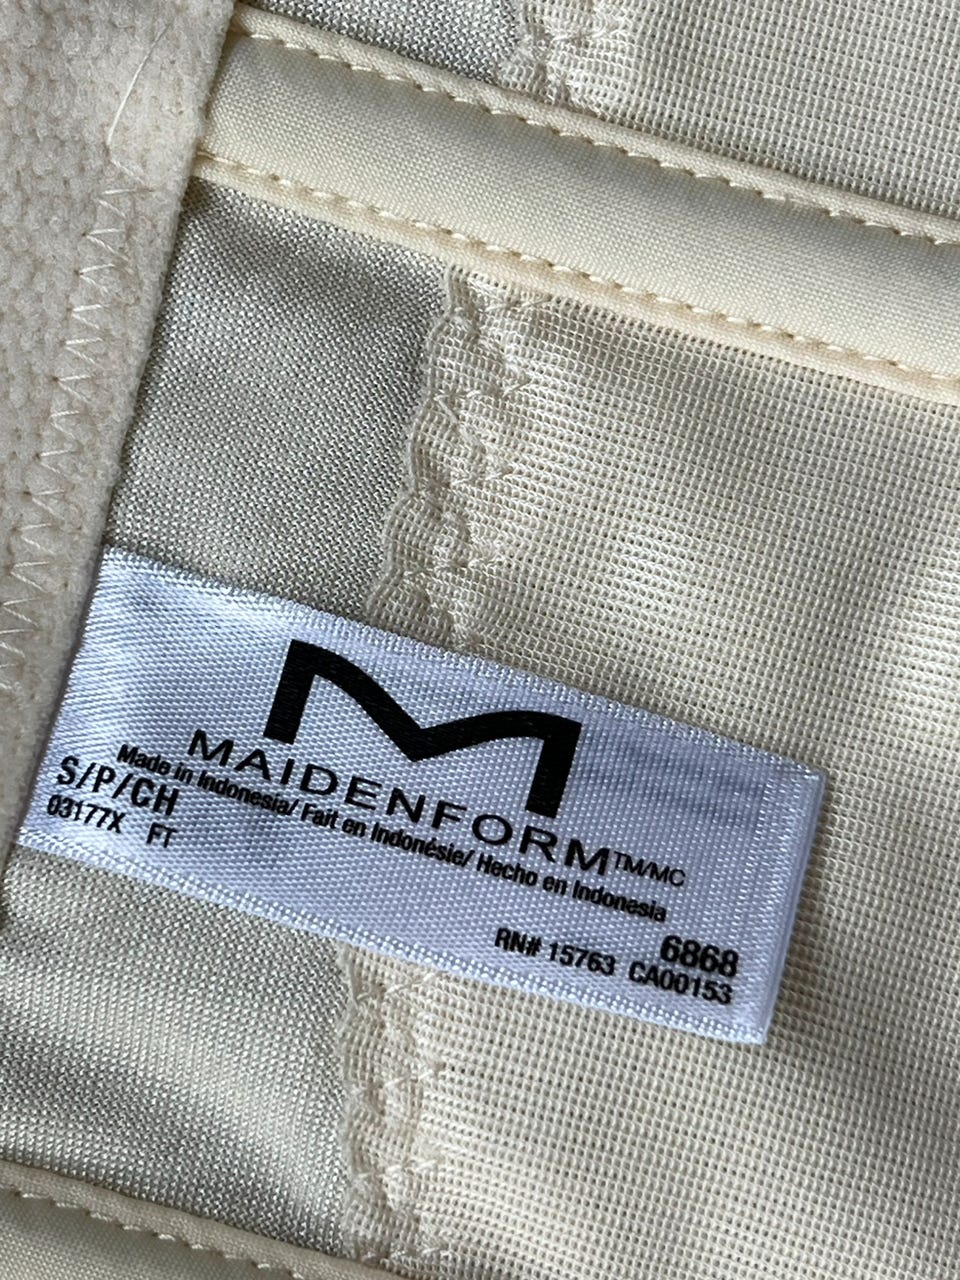 MAIDENFORM™/MC
Made in Indonesia/ Fait en Indonésie/ Hecho en Indonesia
S/P/CH
03177X FT
6868
RN# 15763 CA00153